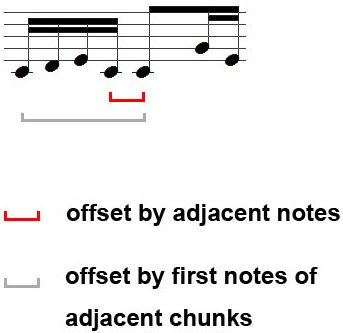 offset by adjacent notes
offset by first notes of
adjacent chunks